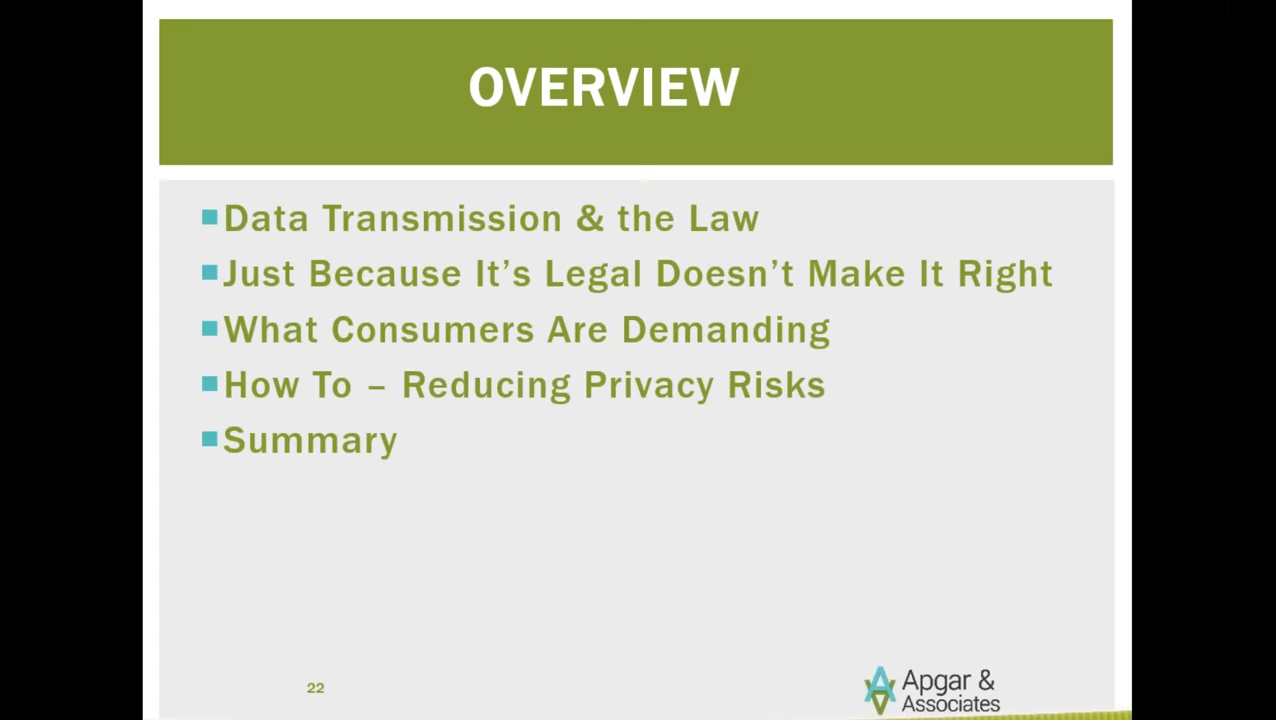 OVERVIEW
Data Transmission & the Law
Just Because It’s Legal Doesn’t Make It Right
What Consumers Are Demanding
How To – Reducing Privacy Risks
Summary
22
Apgar &
Associates